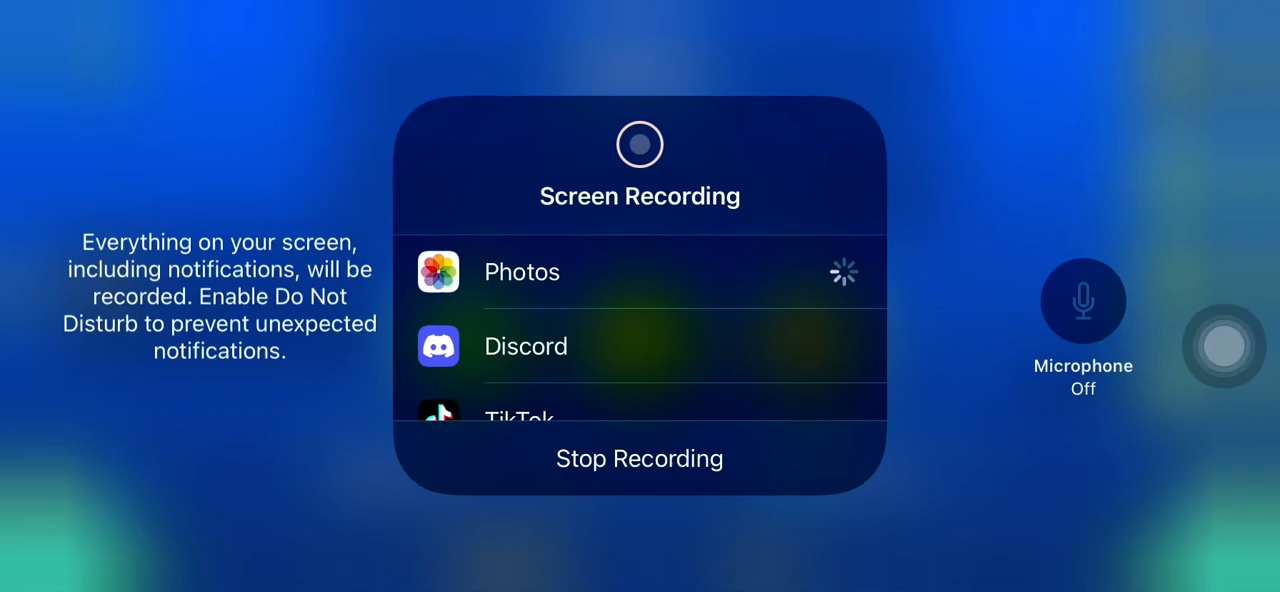 Screen Recording
Everything on your screen,
including notifications, will be
recorded. Enable Do Not
Disturb to prevent unexpected
notifications.
Photos
Discord
TikTok
Stop Recording
Microphone
Off